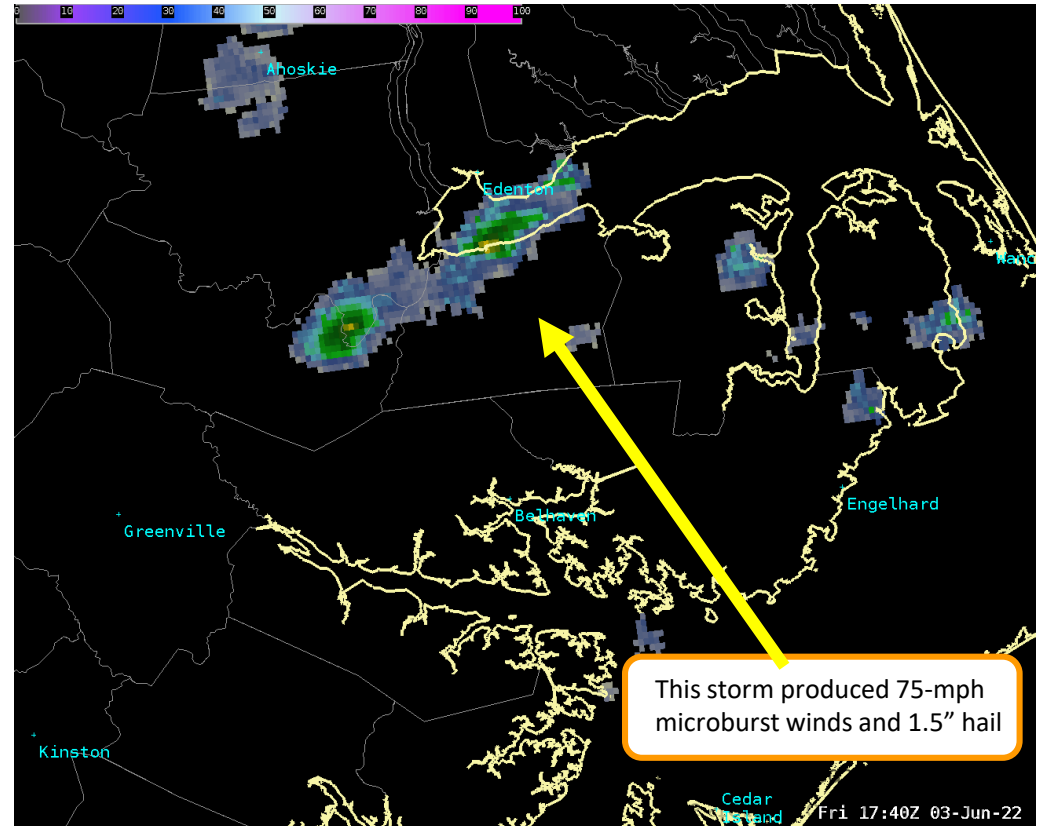 0 10 20 30 40 50 60 70 80 90 100
Ahoskie
Edenton
Engelhard
Belhaven
Greenville
This storm produced 75-mph
microburst winds and 1.5” hail
Kinston
Cedar
Island
Fri 17:40Z 03-Jun-22